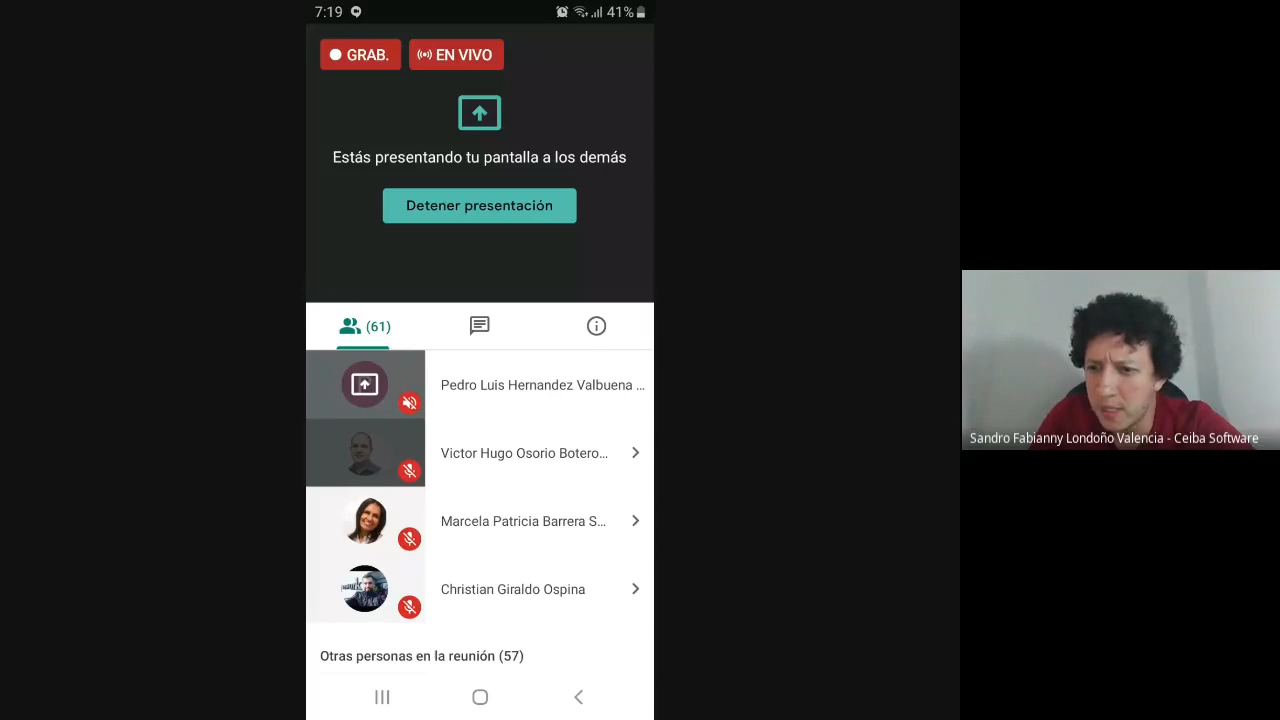 7:19
41%
GRAB.
EN VIVO
Estás presentando tu pantalla a los demás
Detener presentación
(61)
Pedro Luis Hernandez Valbuena ...
Victor Hugo Osorio Botero...
Marcela Patricia Barrera S...
Christian Giraldo Ospina
Otras personas en la reunión (57)
Sandro Fabianny Londoño Valencia - Ceiba Software